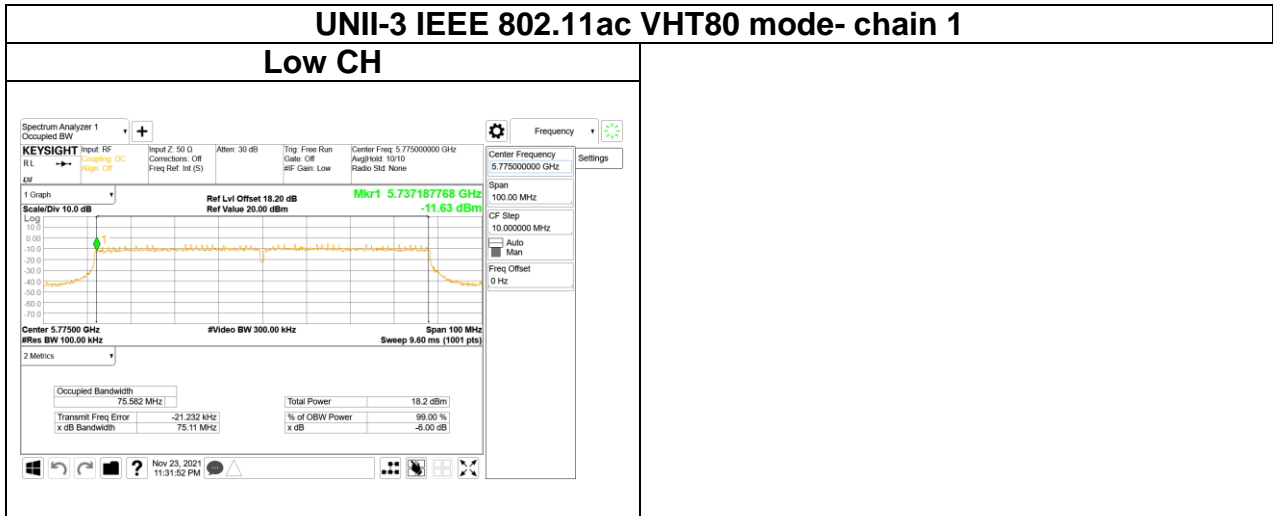 UNII-3 IEEE 802.11ac VHT80 mode- chain 1
Low CH
Spectrum Analyzer 1
Occupied BW
Frequency
KEYSIGHT Input: RF
R L Coupling: DC
Align: Off
Input Z: 50 Ω
Corrections: Off
Freq Ref: Int (S)
Atten: 30 dB
Trig: Free Run
Gate: Off
#IF Gain: Low
Center Freq: 5.775000000 GHz
Avg|Hold: 10/10
Radio Std: None
1 Graph
Scale/Div 10.0 dB
Ref Lvl Offset 18.20 dB
Ref Value 20.00 dBm
Mkr1 5.737187768 GHz
-11.63 dBm
Log
10.0
0.00
-10.0
-20.0
-30.0
-40.0
-50.0
-60.0
-70.0
1
Center 5.77500 GHz #Video BW 300.00 kHz Span 100 MHz
#Res BW 100.00 kHz Sweep 9.60 ms (1001 pts)
2 Metrics
Occupied Bandwidth
75.582 MHz
Transmit Freq Error -21.232 kHz
x dB Bandwidth 75.11 MHz
Total Power 18.2 dBm
% of OBW Power 99.00 %
x dB -6.00 dB
Center Frequency
5.775000000 GHz
Settings
Span
100.00 MHz
CF Step
10.000000 MHz
Auto
Man
Freq Offset
0 Hz
? Nov 23, 2021
11:31:52 PM